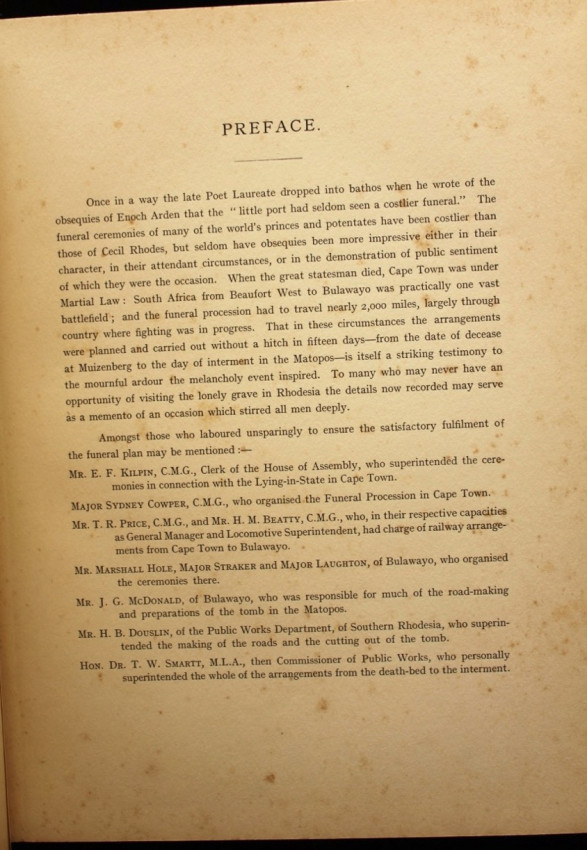 PREFACE.
Once in a way the late Poet Laureate dropped into bathos when he wrote of the
obsequies of Enoch Arden that the "little port had seldom seen a costlier funeral." The
funeral ceremonies of many of the world's princes and potentates have been costlier than
those of Cecil Rhodes, but seldom have obsequies been more impressive either in their
character, in their attendant circumstances, or in the demonstration of public sentiment
of which they were the occasion. When the great statesman died, Cape Town was under
Martial Law: South Africa from Beaufort West to Bulawayo was practically one vast
battlefield; and the funeral procession had to travel nearly 2,000 miles, largely through
country where fighting was in progress. That in these circumstances the arrangements
were planned and carried out without a hitch in fifteen days—from the date of decease
at Muizenberg to the day of interment in the Matopos—is itself a striking testimony to
the mournful ardour the melancholy event inspired. To many who may never have an
opportunity of visiting the lonely grave in Rhodesia the details now recorded may serve
as a memento of an occasion which stirred all men deeply.
Amongst those who laboured unsparingly to ensure the satisfactory fulfilment of
the funeral plan may be mentioned:—
MR. E. F. KILPIN, C.M.G., Clerk of the House of Assembly, who superintended the cere-
monies in connection with the Lying-in-State in Cape Town.
MAJOR SYDNEY COWPER, C.M.G., who organised the Funeral Procession in Cape Town.
MR. T. R. PRICE, C.M.G., and MR. H. M. BEATTY, C.M.G., who, in their respective capacities
as General Manager and Locomotive Superintendent, had charge of railway arrange-
ments from Cape Town to Bulawayo.
MR. MARSHALL HOLE, MAJOR STRAKER and MAJOR LAUGHTON, of Bulawayo, who organised
the ceremonies there.
MR. J. G. MCDONALD, of Bulawayo, who was responsible for much of the road-making
and preparations of the tomb in the Matopos.
MR. H. B. DOUSLIN, of the Public Works Department, of Southern Rhodesia, who superin-
tended the making of the roads and the cutting out of the tomb.
HON. DR. T. W. SMARTT, M.L.A., then Commissioner of Public Works, who personally
superintended the whole of the arrangements from the death-bed to the interment.